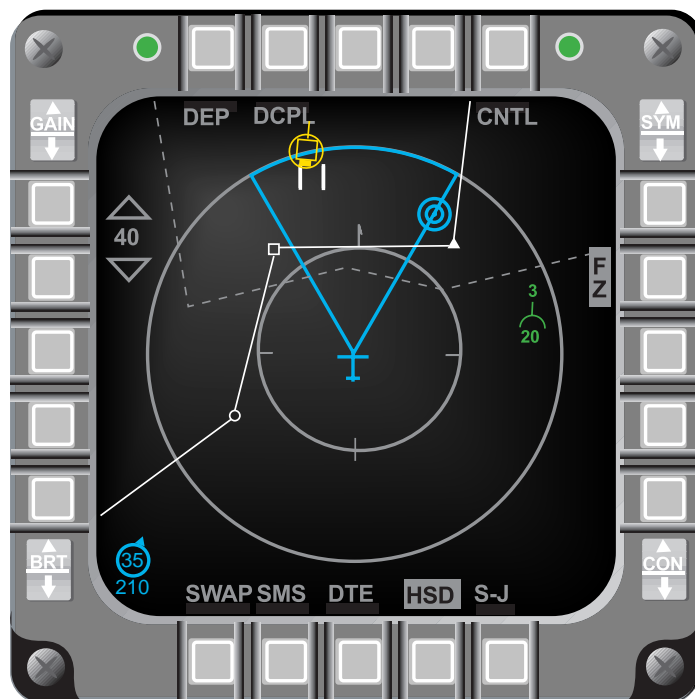 DEP DCPL CNTL
GAIN
SYM
40
F
Z
3
20
35
210
BRT
CON
SWAP SMS DTE HSD S-J